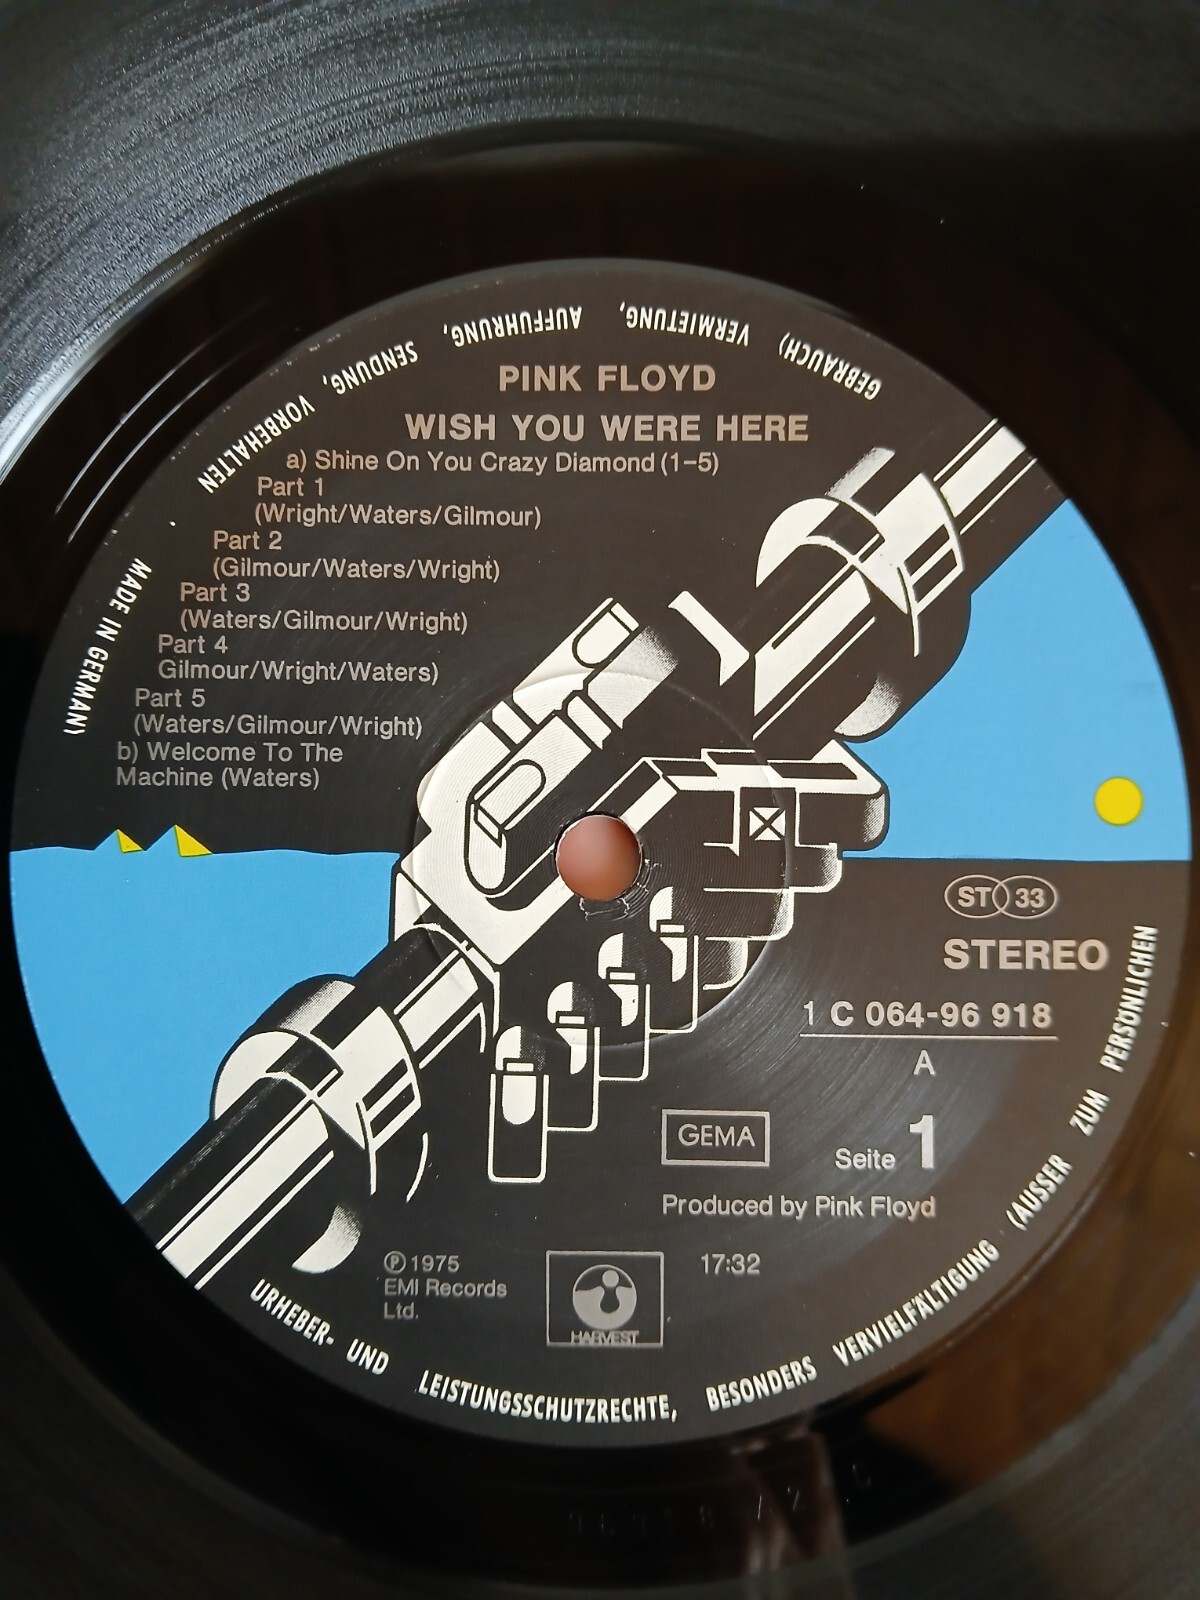 PINK FLOYD
WISH YOU WERE HERE
a) Shine On You Crazy Diamond (1-5)
Part 1
(Wright/Waters/Gilmour)
Part 2
(Gilmour/Waters/Wright)
Part 3
(Waters/Gilmour/Wright)
Part 4
Gilmour/Wright/Waters)
Part 5
(Waters/Gilmour/Wright)
b) Welcome To The
Machine (Waters)
ST 33
STEREO
1 C 064-96 918
A
GEMA
Seite 1
Produced by Pink Floyd
℗ 1975
EMI Records
Ltd.
HARVEST
17:32
MADE IN GERMANY
URHEBER- UND LEISTUNGSSCHUTZRECHTE, BESONDERS VERVIELFÄLTIGUNG (AUSSER ZUM PERSÖNLICHEN GEBRAUCH) VERMIETUNG, AUFFÜHRUNG, SENDUNG, VORBEHALTEN